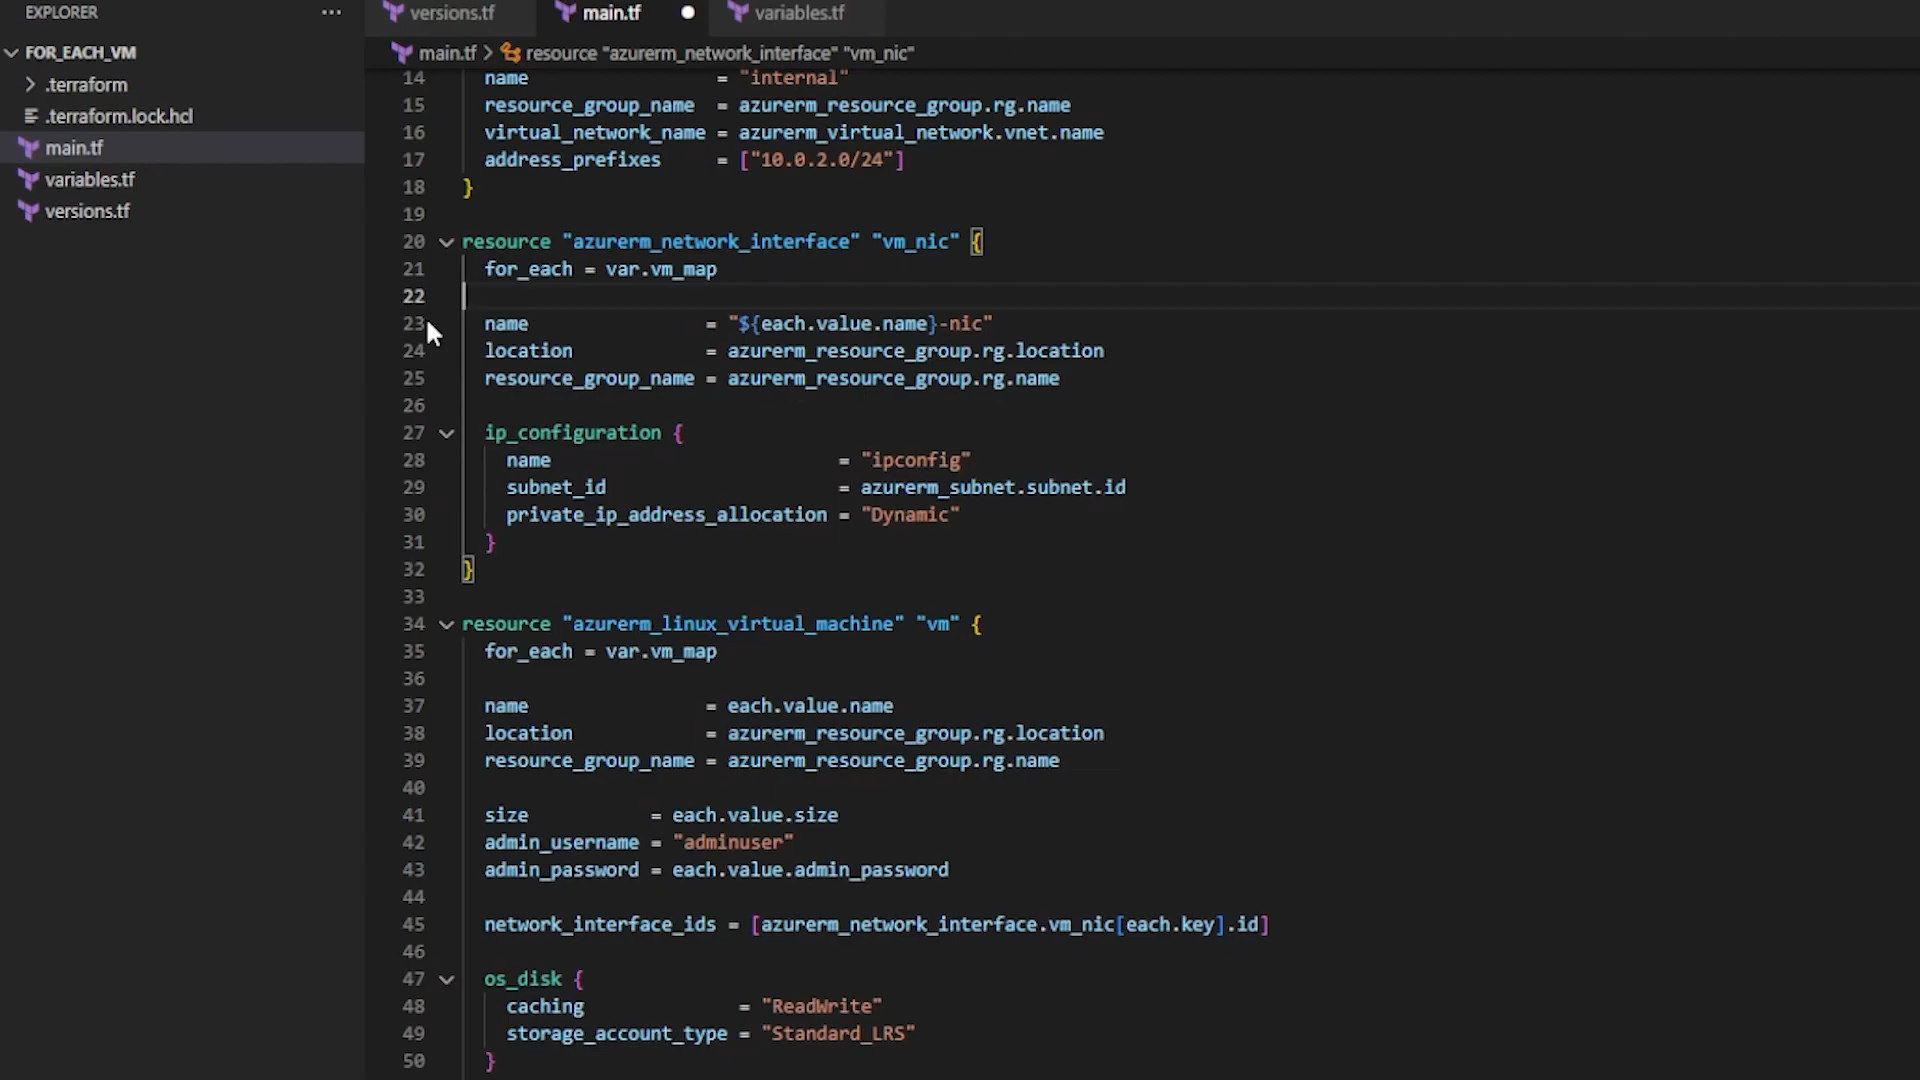 EXPLORER
FOR_EACH_VM
.terraform
.terraform.lock.hcl
main.tf
variables.tf
versions.tf
versions.tf main.tf variables.tf
main.tf > resource "azurerm_network_interface" "vm_nic"
14 name = "internal"
15 resource_group_name = azurerm_resource_group.rg.name
16 virtual_network_name = azurerm_virtual_network.vnet.name
17 address_prefixes = ["10.0.2.0/24"]
18 }
19
20 resource "azurerm_network_interface" "vm_nic" {
21 for_each = var.vm_map
22
23 name = "${each.value.name}-nic"
24 location = azurerm_resource_group.rg.location
25 resource_group_name = azurerm_resource_group.rg.name
26
27 ip_configuration {
28 name = "ipconfig"
29 subnet_id = azurerm_subnet.subnet.id
30 private_ip_address_allocation = "Dynamic"
31 }
32 }
33
34 resource "azurerm_linux_virtual_machine" "vm" {
35 for_each = var.vm_map
36
37 name = each.value.name
38 location = azurerm_resource_group.rg.location
39 resource_group_name = azurerm_resource_group.rg.name
40
41 size = each.value.size
42 admin_username = "adminuser"
43 admin_password = each.value.admin_password
44
45 network_interface_ids = [azurerm_network_interface.vm_nic[each.key].id]
46
47 os_disk {
48 caching = "ReadWrite"
49 storage_account_type = "Standard_LRS"
50 }